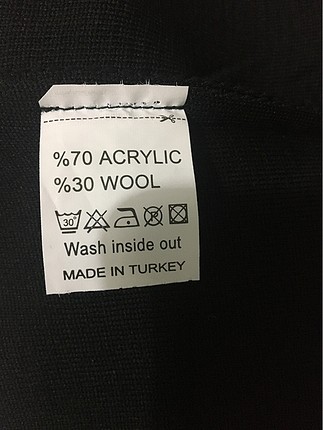 %70 ACRYLIC
%30 WOOL
30°
Wash inside out
MADE IN TURKEY